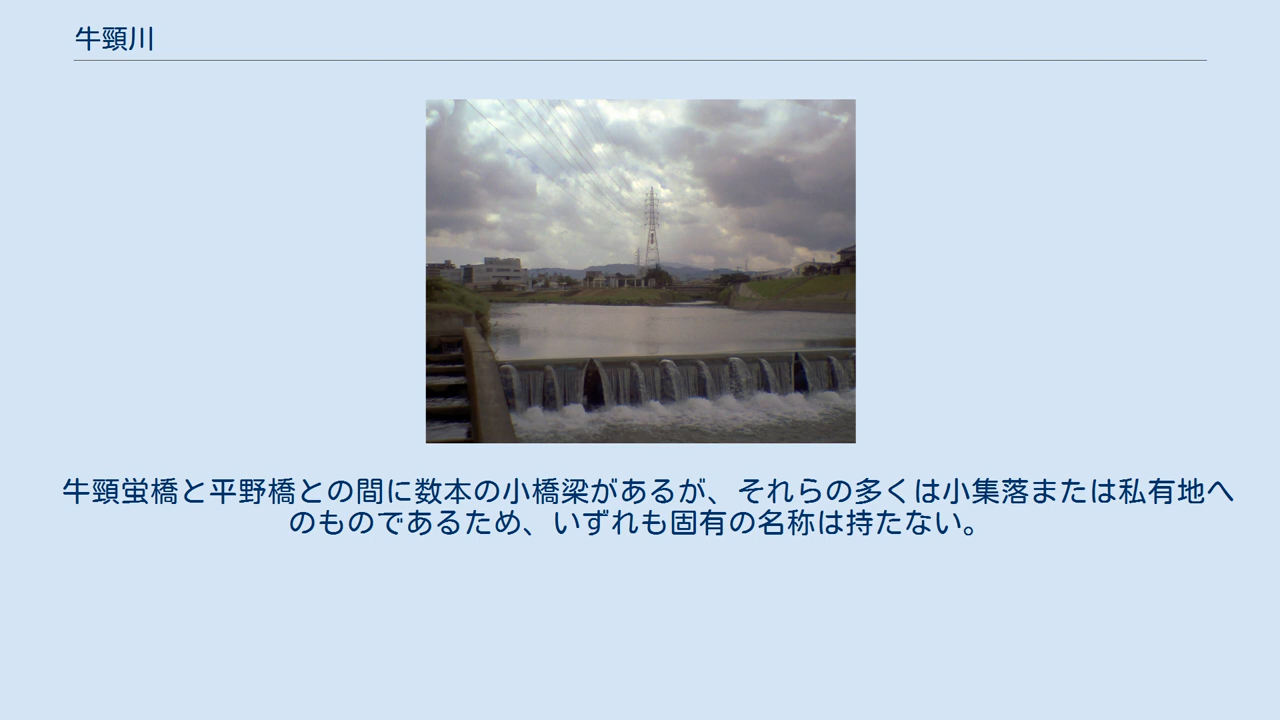 牛頸川
牛頸蛍橋と平野橋との間に数本の小橋梁があるが、それらの多くは小集落または私有地へ
のものであるため、いずれも固有の名称は持たない。